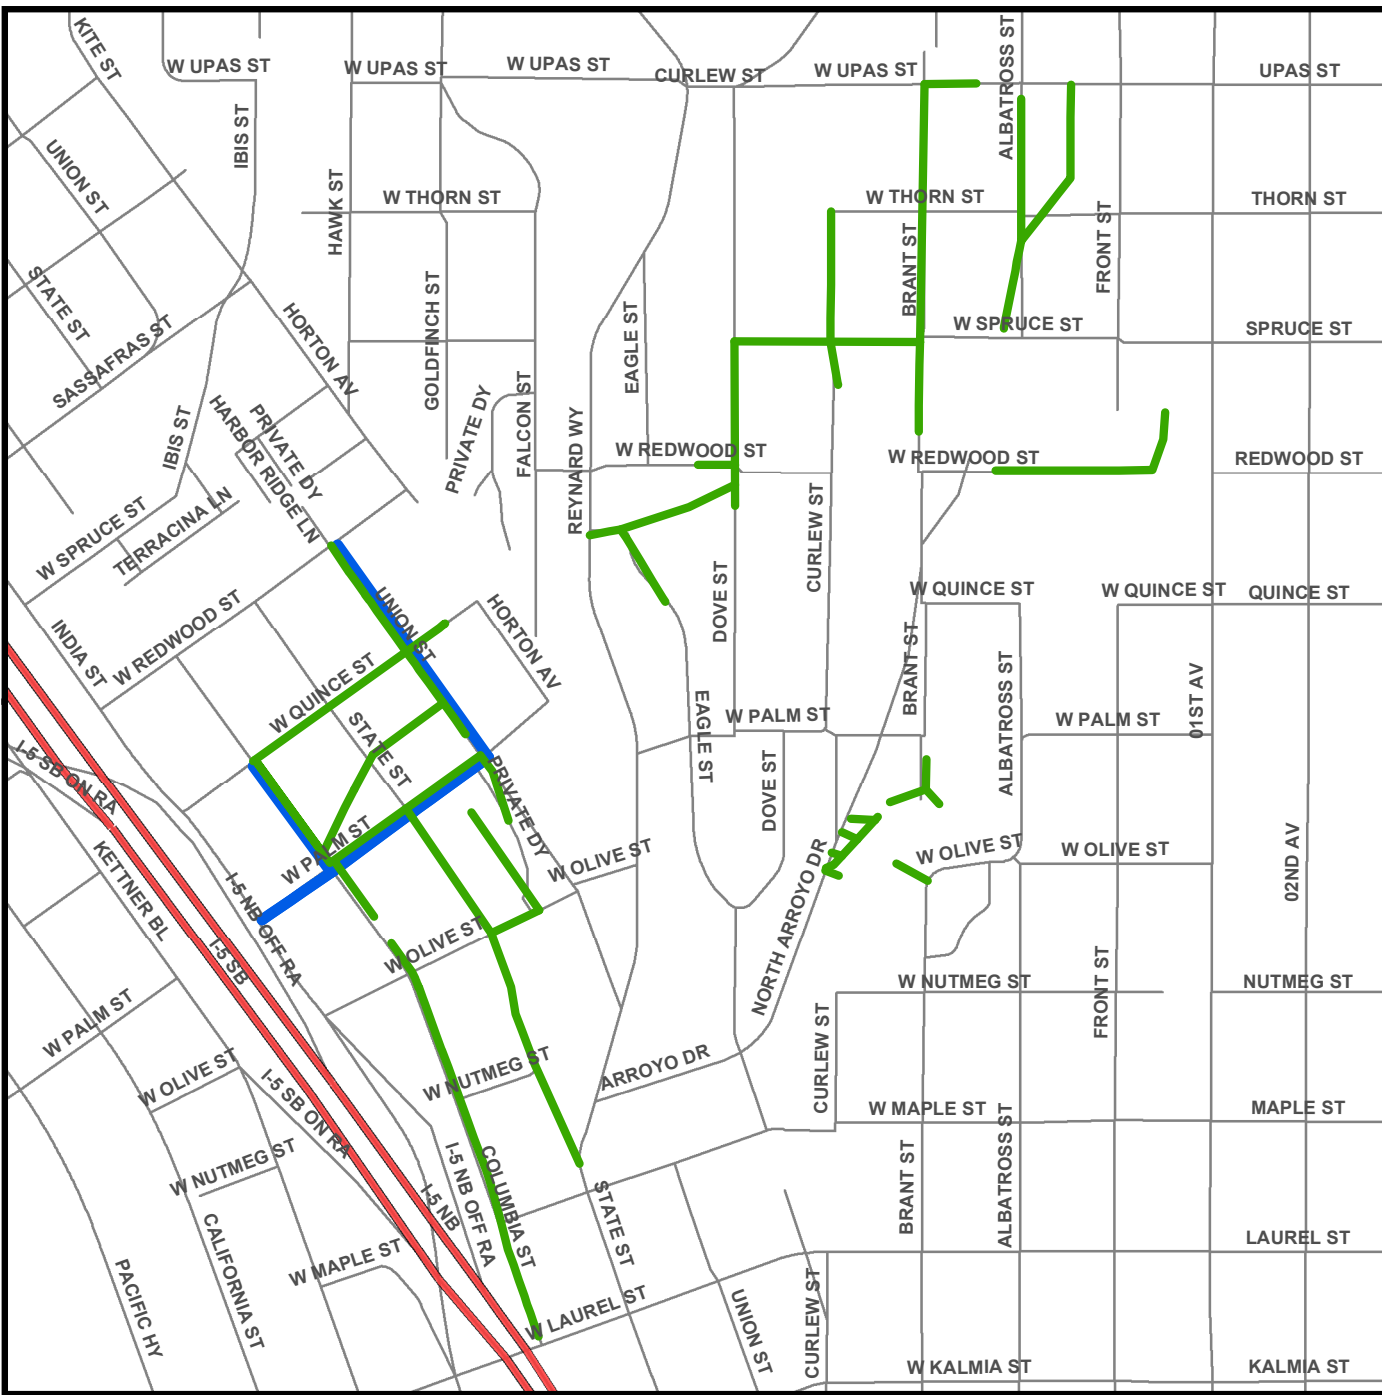 KITE ST
W UPAS ST
W UPAS ST
W UPAS ST
CURLEW ST
W UPAS ST
ALBATROSS ST
UPAS ST
UNION ST
IBIS ST
HAWK ST
W THORN ST
W THORN ST
THORN ST
BRANT ST
FRONT ST
STATE ST
SASSAFRAS ST
HORTON AV
GOLDFINCH ST
EAGLE ST
W SPRUCE ST
SPRUCE ST
IBIS ST
HARBOR RIDGE LN
PRIVATE DY
PRIVATE DY
FALCON ST
REYNARD WY
W REDWOOD ST
W REDWOOD ST
REDWOOD ST
W SPRUCE ST
TERRACINA LN
CURLEW ST
DOVE ST
W QUINCE ST
W QUINCE ST
QUINCE ST
INDIA ST
W REDWOOD ST
UNION ST
HORTON AV
BRANT ST
ALBATROSS ST
01ST AV
W QUINCE ST
STATE ST
EAGLE ST
W PALM ST
W PALM ST
DOVE ST
I-5 SB ON RA
PRIVATE DY
W PALM ST
KETTNER BL
W OLIVE ST
W OLIVE ST
W OLIVE ST
02ND AV
I-5 NB OFF RA
I-5 SB
W OLIVE ST
NORTH ARROYO DR
W NUTMEG ST
FRONT ST
NUTMEG ST
W PALM ST
W OLIVE ST
I-5 SB ON RA
W NUTMEG ST
ARROYO DR
CURLEW ST
W MAPLE ST
MAPLE ST
W NUTMEG ST
I-5 NB OFF RA
I-5 NB
COLUMBIA ST
STATE ST
BRANT ST
ALBATROSS ST
LAUREL ST
PACIFIC HY
CALIFORNIA ST
W MAPLE ST
W LAUREL ST
UNION ST
CURLEW ST
W KALMIA ST
KALMIA ST